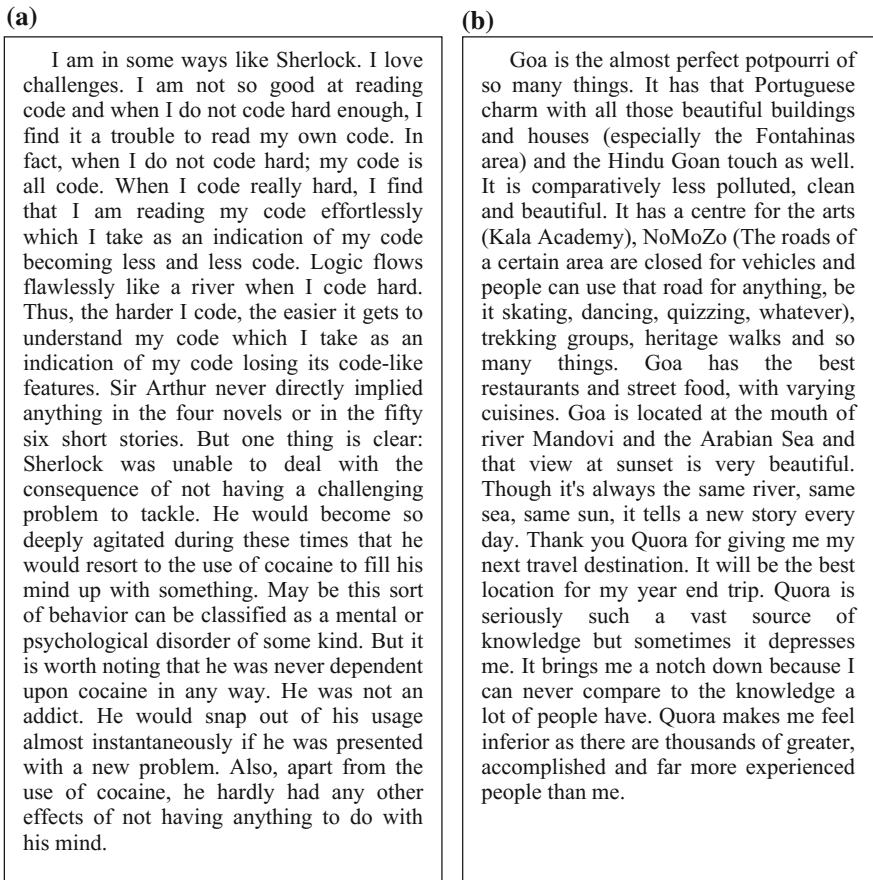 (a)
I am in some ways like Sherlock. I love
challenges. I am not so good at reading
code and when I do not code hard enough, I
find it a trouble to read my own code. In
fact, when I do not code hard; my code is
all code. When I code really hard, I find
that I am reading my code effortlessly
which I take as an indication of my code
becoming less and less code. Logic flows
flawlessly like a river when I code hard.
Thus, the harder I code, the easier it gets to
understand my code which I take as an
indication of my code losing its code-like
features. Sir Arthur never directly implied
anything in the four novels or in the fifty
six short stories. But one thing is clear:
Sherlock was unable to deal with the
consequence of not having a challenging
problem to tackle. He would become so
deeply agitated during these times that he
would resort to the use of cocaine to fill his
mind up with something. May be this sort
of behavior can be classified as a mental or
psychological disorder of some kind. But it
is worth noting that he was never dependent
upon cocaine in any way. He was not an
addict. He would snap out of his usage
almost instantaneously if he was presented
with a new problem. Also, apart from the
use of cocaine, he hardly had any other
effects of not having anything to do with
his mind.
(b)
Goa is the almost perfect potpourri of
so many things. It has that Portuguese
charm with all those beautiful buildings
and houses (especially the Fontahinas
area) and the Hindu Goan touch as well.
It is comparatively less polluted, clean
and beautiful. It has a centre for the arts
(Kala Academy), NoMoZo (The roads of
a certain area are closed for vehicles and
people can use that road for anything, be
it skating, dancing, quizzing, whatever),
trekking groups, heritage walks and so
many things. Goa has the best
restaurants and street food, with varying
cuisines. Goa is located at the mouth of
river Mandovi and the Arabian Sea and
that view at sunset is very beautiful.
Though it's always the same river, same
sea, same sun, it tells a new story every
day. Thank you Quora for giving me my
next travel destination. It will be the best
location for my year end trip. Quora is
seriously such a vast source of
knowledge but sometimes it depresses
me. It brings me a notch down because I
can never compare to the knowledge a
lot of people have. Quora makes me feel
inferior as there are thousands of greater,
accomplished and far more experienced
people than me.